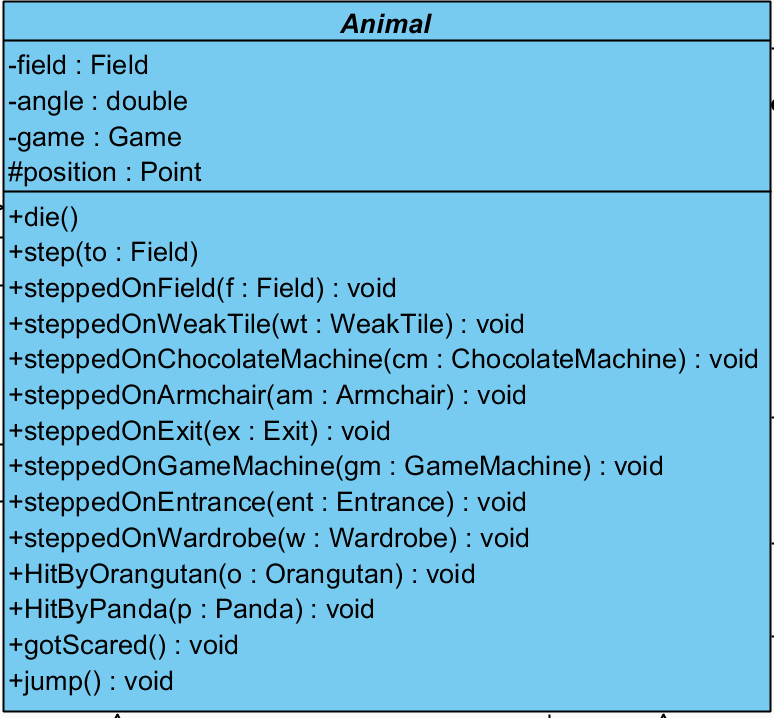 Animal
-field : Field
-angle : double
-game : Game
#position : Point
+die()
+step(to : Field)
+steppedOnField(f : Field) : void
+steppedOnWeakTile(wt : WeakTile) : void
+steppedOnChocolateMachine(cm : ChocolateMachine) : void
+steppedOnArmchair(am : Armchair) : void
+steppedOnExit(ex : Exit) : void
+steppedOnGameMachine(gm : GameMachine) : void
+steppedOnEntrance(ent : Entrance) : void
+steppedOnWardrobe(w : Wardrobe) : void
+HitByOrangutan(o : Orangutan) : void
+HitByPanda(p : Panda) : void
+gotScared() : void
+jump() : void